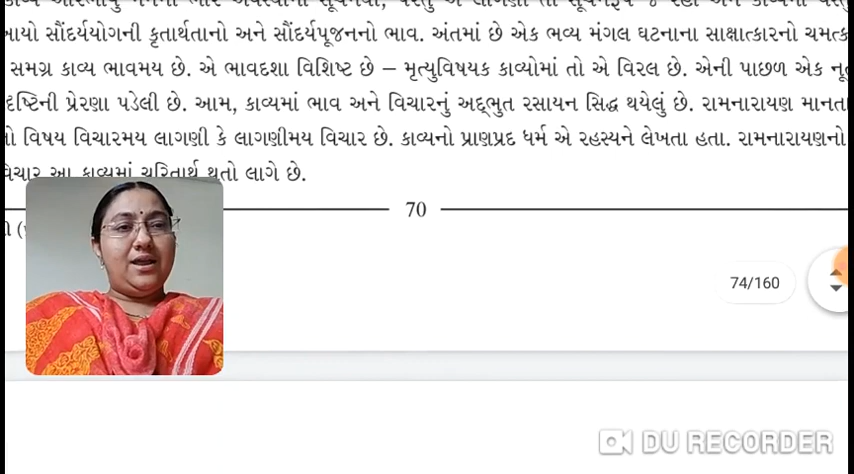 આયો સૌંદર્યયોગની કૃતાર્થતાનો અને સૌંદર્યપૂજનનો ભાવ. અંતમાં છે એક ભવ્ય મંગલ ઘટનાના સાક્ષાત્કારનો ચમત્ક
સમગ્ર કાવ્ય ભાવમય છે. એ ભાવદશા વિશિષ્ટ છે – મૃત્યુવિષયક કાવ્યોમાં તો એ વિરલ છે. એની પાછળ એક નૂ
દૃષ્ટિની પ્રેરણા પડેલી છે. આમ, કાવ્યમાં ભાવ અને વિચારનું અદ્ભુત રસાયન સિદ્ધ થયેલું છે. રામનારાયણ માનતા
નો વિષય વિચારમય લાગણી કે લાગણીમય વિચાર છે. કાવ્યનો પ્રાણપ્રદ ધર્મ એ રહસ્યને લેખતા હતા. રામનારાયણનો
વિચાર આ કાવ્યમાં ચરિતાર્થ થતો લાગે છે.
70
74/160
DU RECORDER